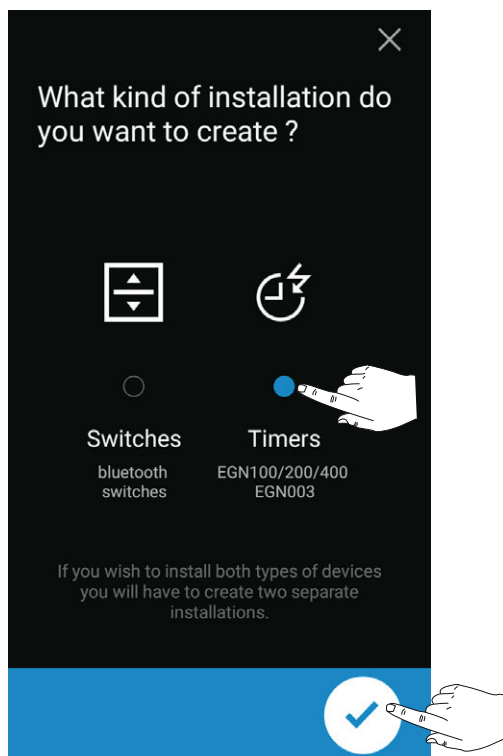 What kind of installation do
you want to create ?
Switches
bluetooth
switches
Timers
EGN100/200/400
EGN003
If you wish to install both types of devices
you will have to create two separate
installations.